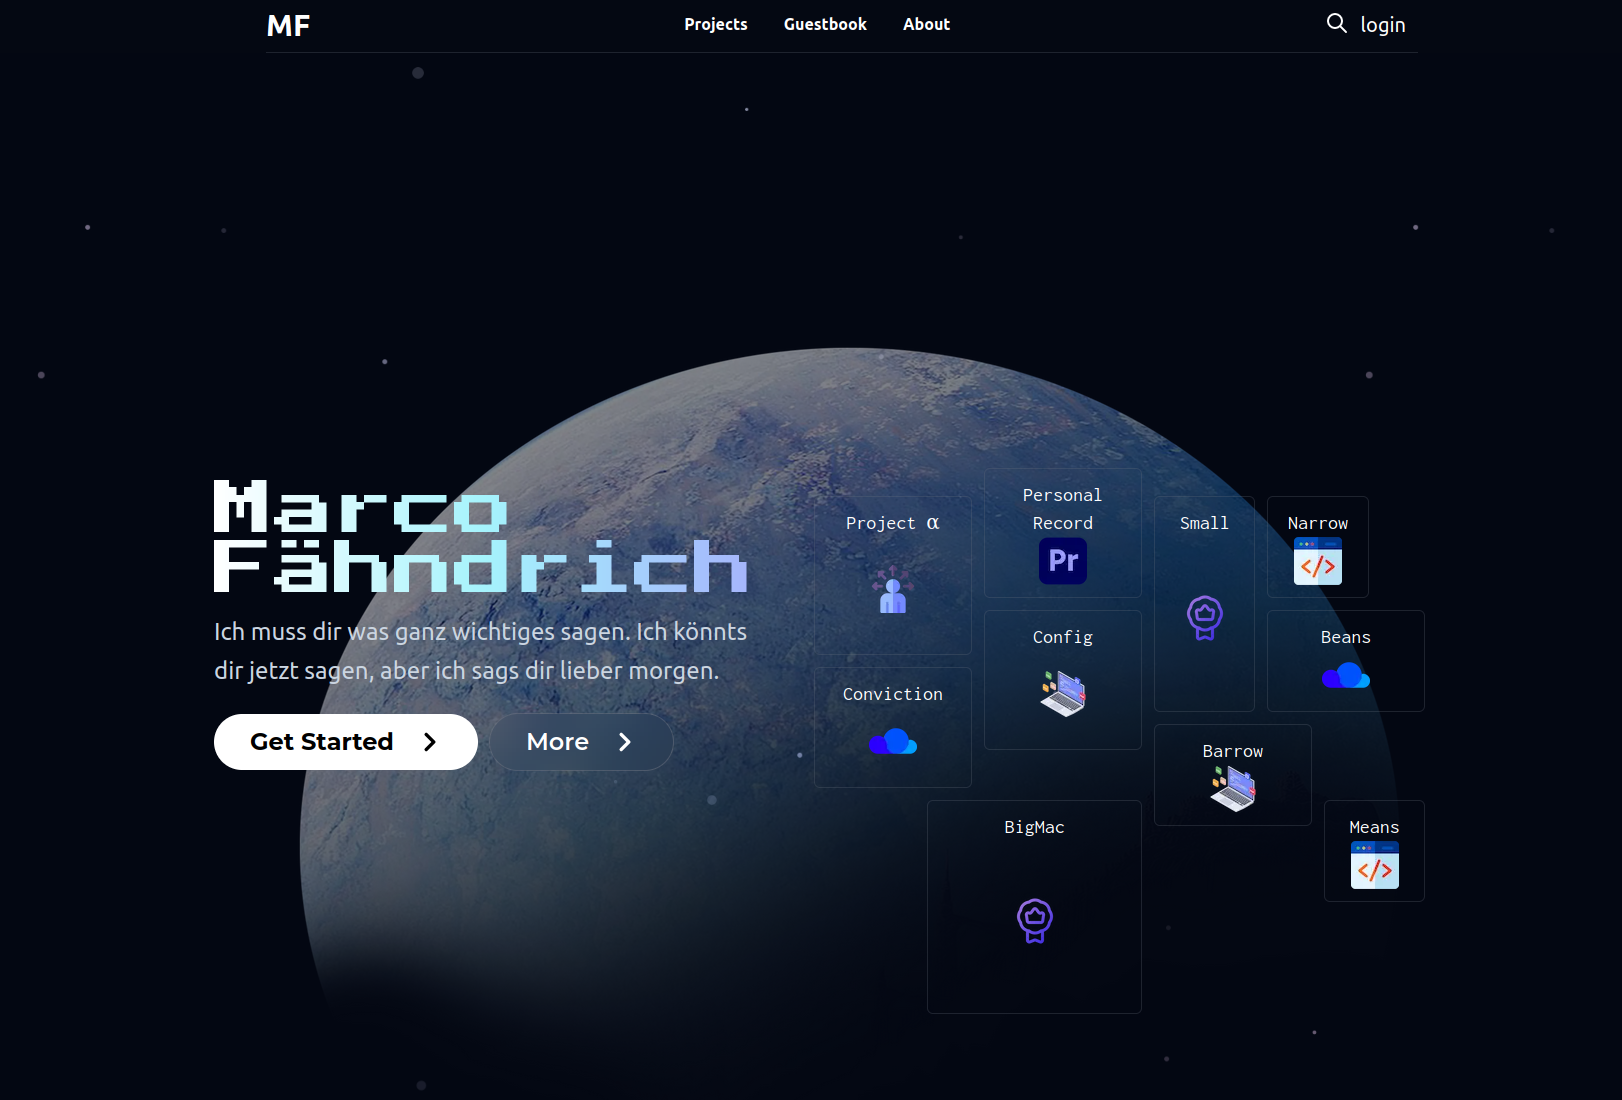 MF
Projects
Guestbook
About
login
Marco
Fähndrich
Ich muss dir was ganz wichtiges sagen. Ich könnts
dir jetzt sagen, aber ich sags dir lieber morgen.
Get Started
More
Project α
Personal
Record
Pr
Small
Narrow
</>
Config
Beans
Conviction
Barrow
BigMac
Means
</>